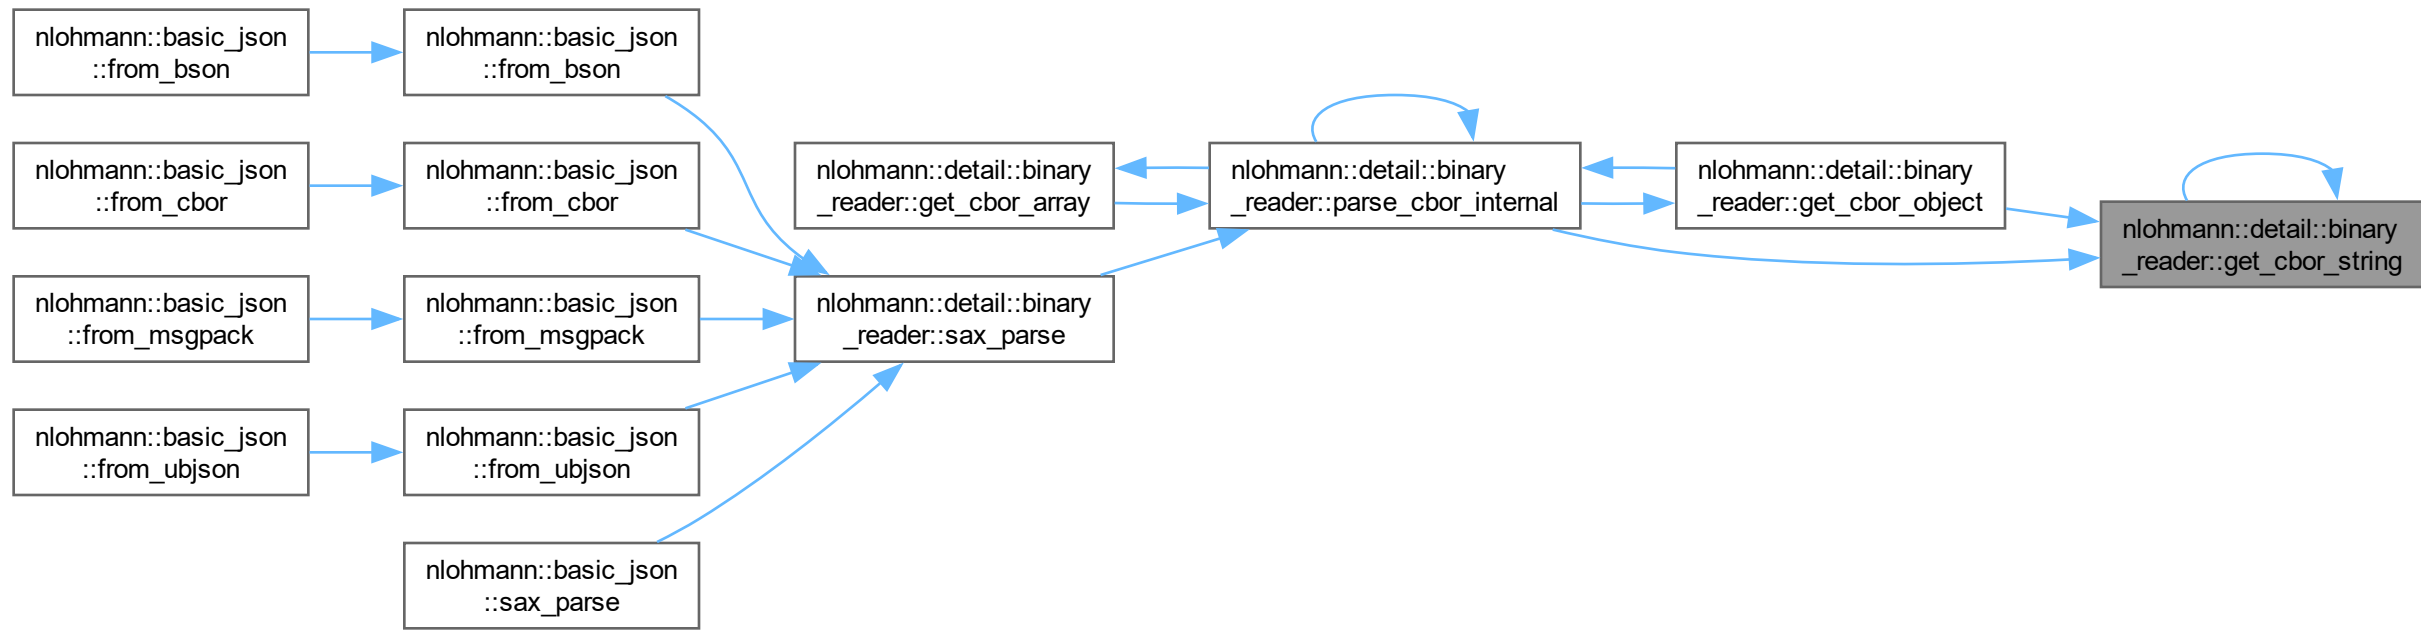 nlohmann::basic_json
::from_bson
nlohmann::basic_json
::from_bson
nlohmann::basic_json
::from_cbor
nlohmann::basic_json
::from_cbor
nlohmann::detail::binary
_reader::get_cbor_array
nlohmann::detail::binary
_reader::parse_cbor_internal
nlohmann::detail::binary
_reader::get_cbor_object
nlohmann::detail::binary
_reader::get_cbor_string
nlohmann::basic_json
::from_msgpack
nlohmann::basic_json
::from_msgpack
nlohmann::detail::binary
_reader::sax_parse
nlohmann::basic_json
::from_ubjson
nlohmann::basic_json
::from_ubjson
nlohmann::basic_json
::sax_parse